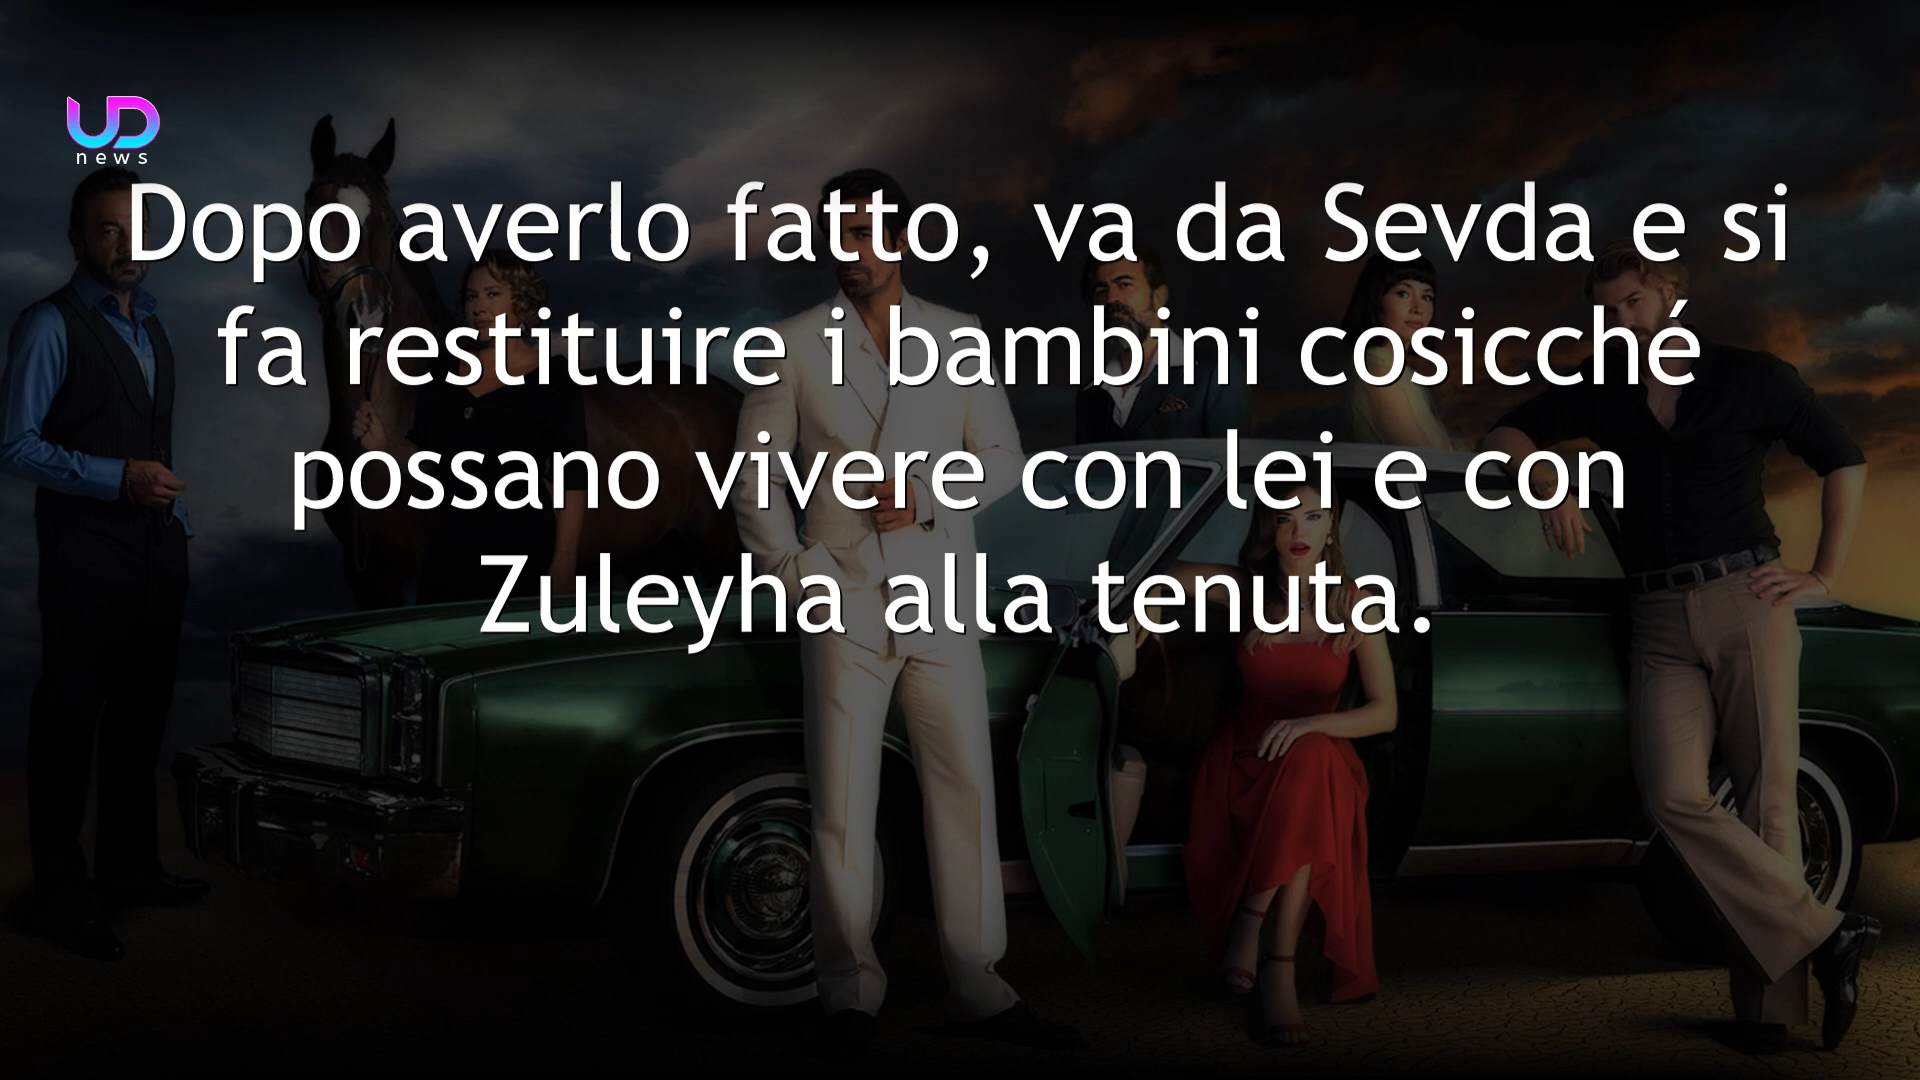 UD
news
Dopo averlo fatto, va da Sevda e si
fa restituire i bambini cosicché
possano vivere con lei e con
Zuleyha alla tenuta.